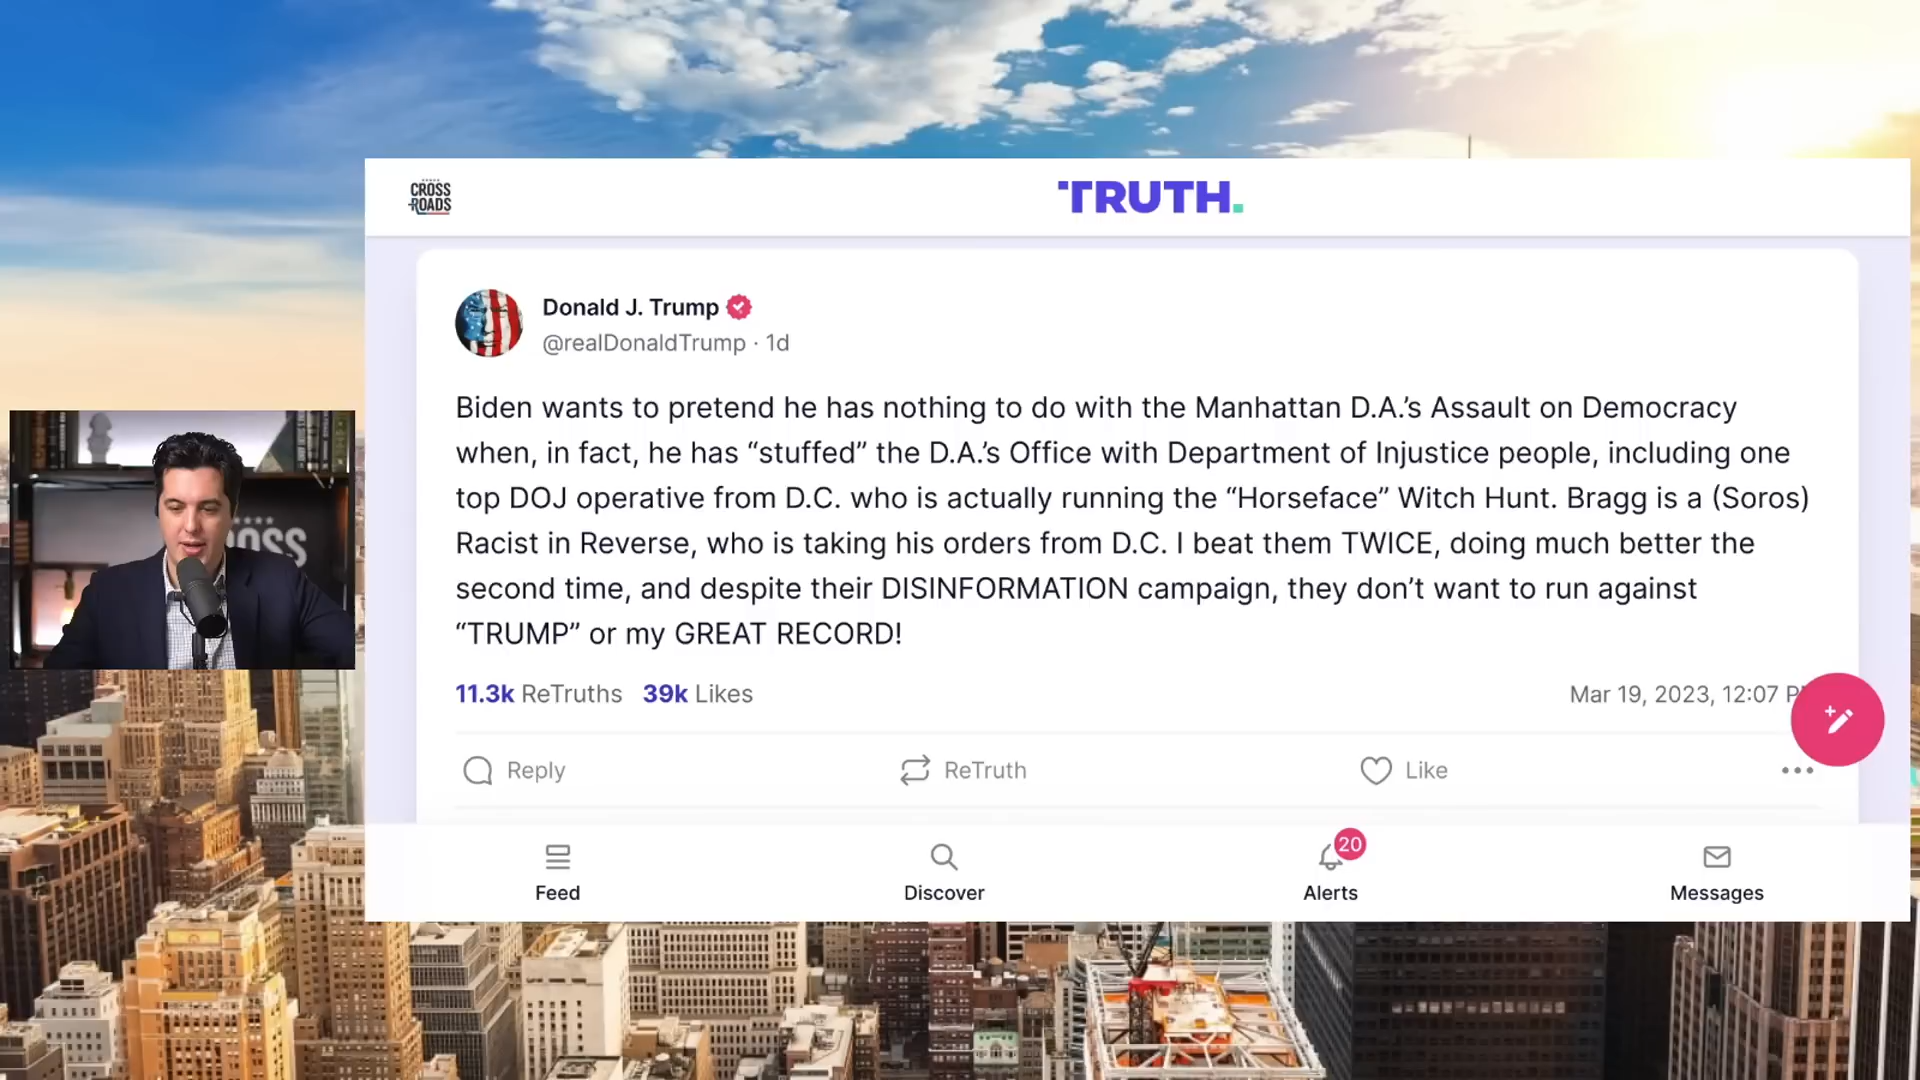 CROSS
ROADS
TRUTH.
Donald J. Trump
@realDonaldTrump · 1d
Biden wants to pretend he has nothing to do with the Manhattan D.A.’s Assault on Democracy
when, in fact, he has “stuffed” the D.A.’s Office with Department of Injustice people, including one
top DOJ operative from D.C. who is actually running the “Horseface” Witch Hunt. Bragg is a (Soros)
Racist in Reverse, who is taking his orders from D.C. I beat them TWICE, doing much better the
second time, and despite their DISINFORMATION campaign, they don’t want to run against
“TRUMP” or my GREAT RECORD!
11.3k ReTruths 39k Likes
Mar 19, 2023, 12:07
Reply
ReTruth
Like
20
Feed
Discover
Alerts
Messages